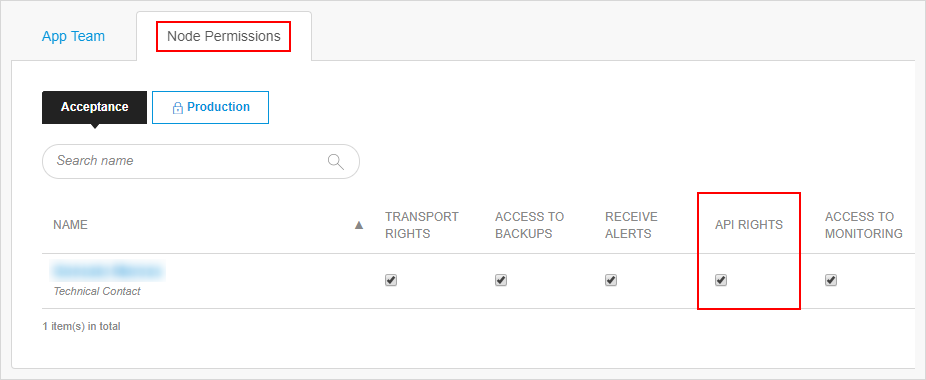 App Team
Node Permissions
Acceptance
Production
Search name
NAME
TRANSPORT RIGHTS
ACCESS TO BACKUPS
RECEIVE ALERTS
API RIGHTS
ACCESS TO MONITORING
Technical Contact
1 item(s) in total